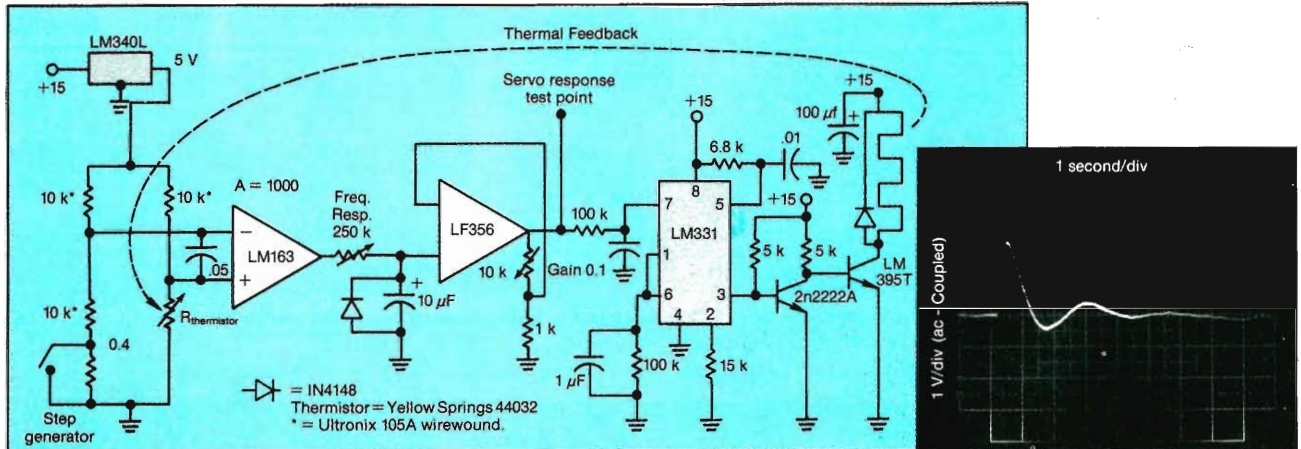 LM340L
5 V
+15
Thermal Feedback
Servo response
test point
+15
+15
100 µf
+
6.8 k
.01
10 k*
10 k*
A = 1000
Freq.
Resp.
250 k
LF356
100 k
8
7
5
LM331
1
6
3
4
2
+15
5 k
5 k
LM
395T
2n2222A
−
LM163
+
.05
10 k
Gain 0.1
+
10 µF
1 k
10 k*
Rthermistor
0.4
Step
generator
1 µF
100 k
15 k
= IN4148
Thermistor = Yellow Springs 44032
* = Ultronix 105A wirewound.
1 second/div
1 V/div (ac - Coupled)